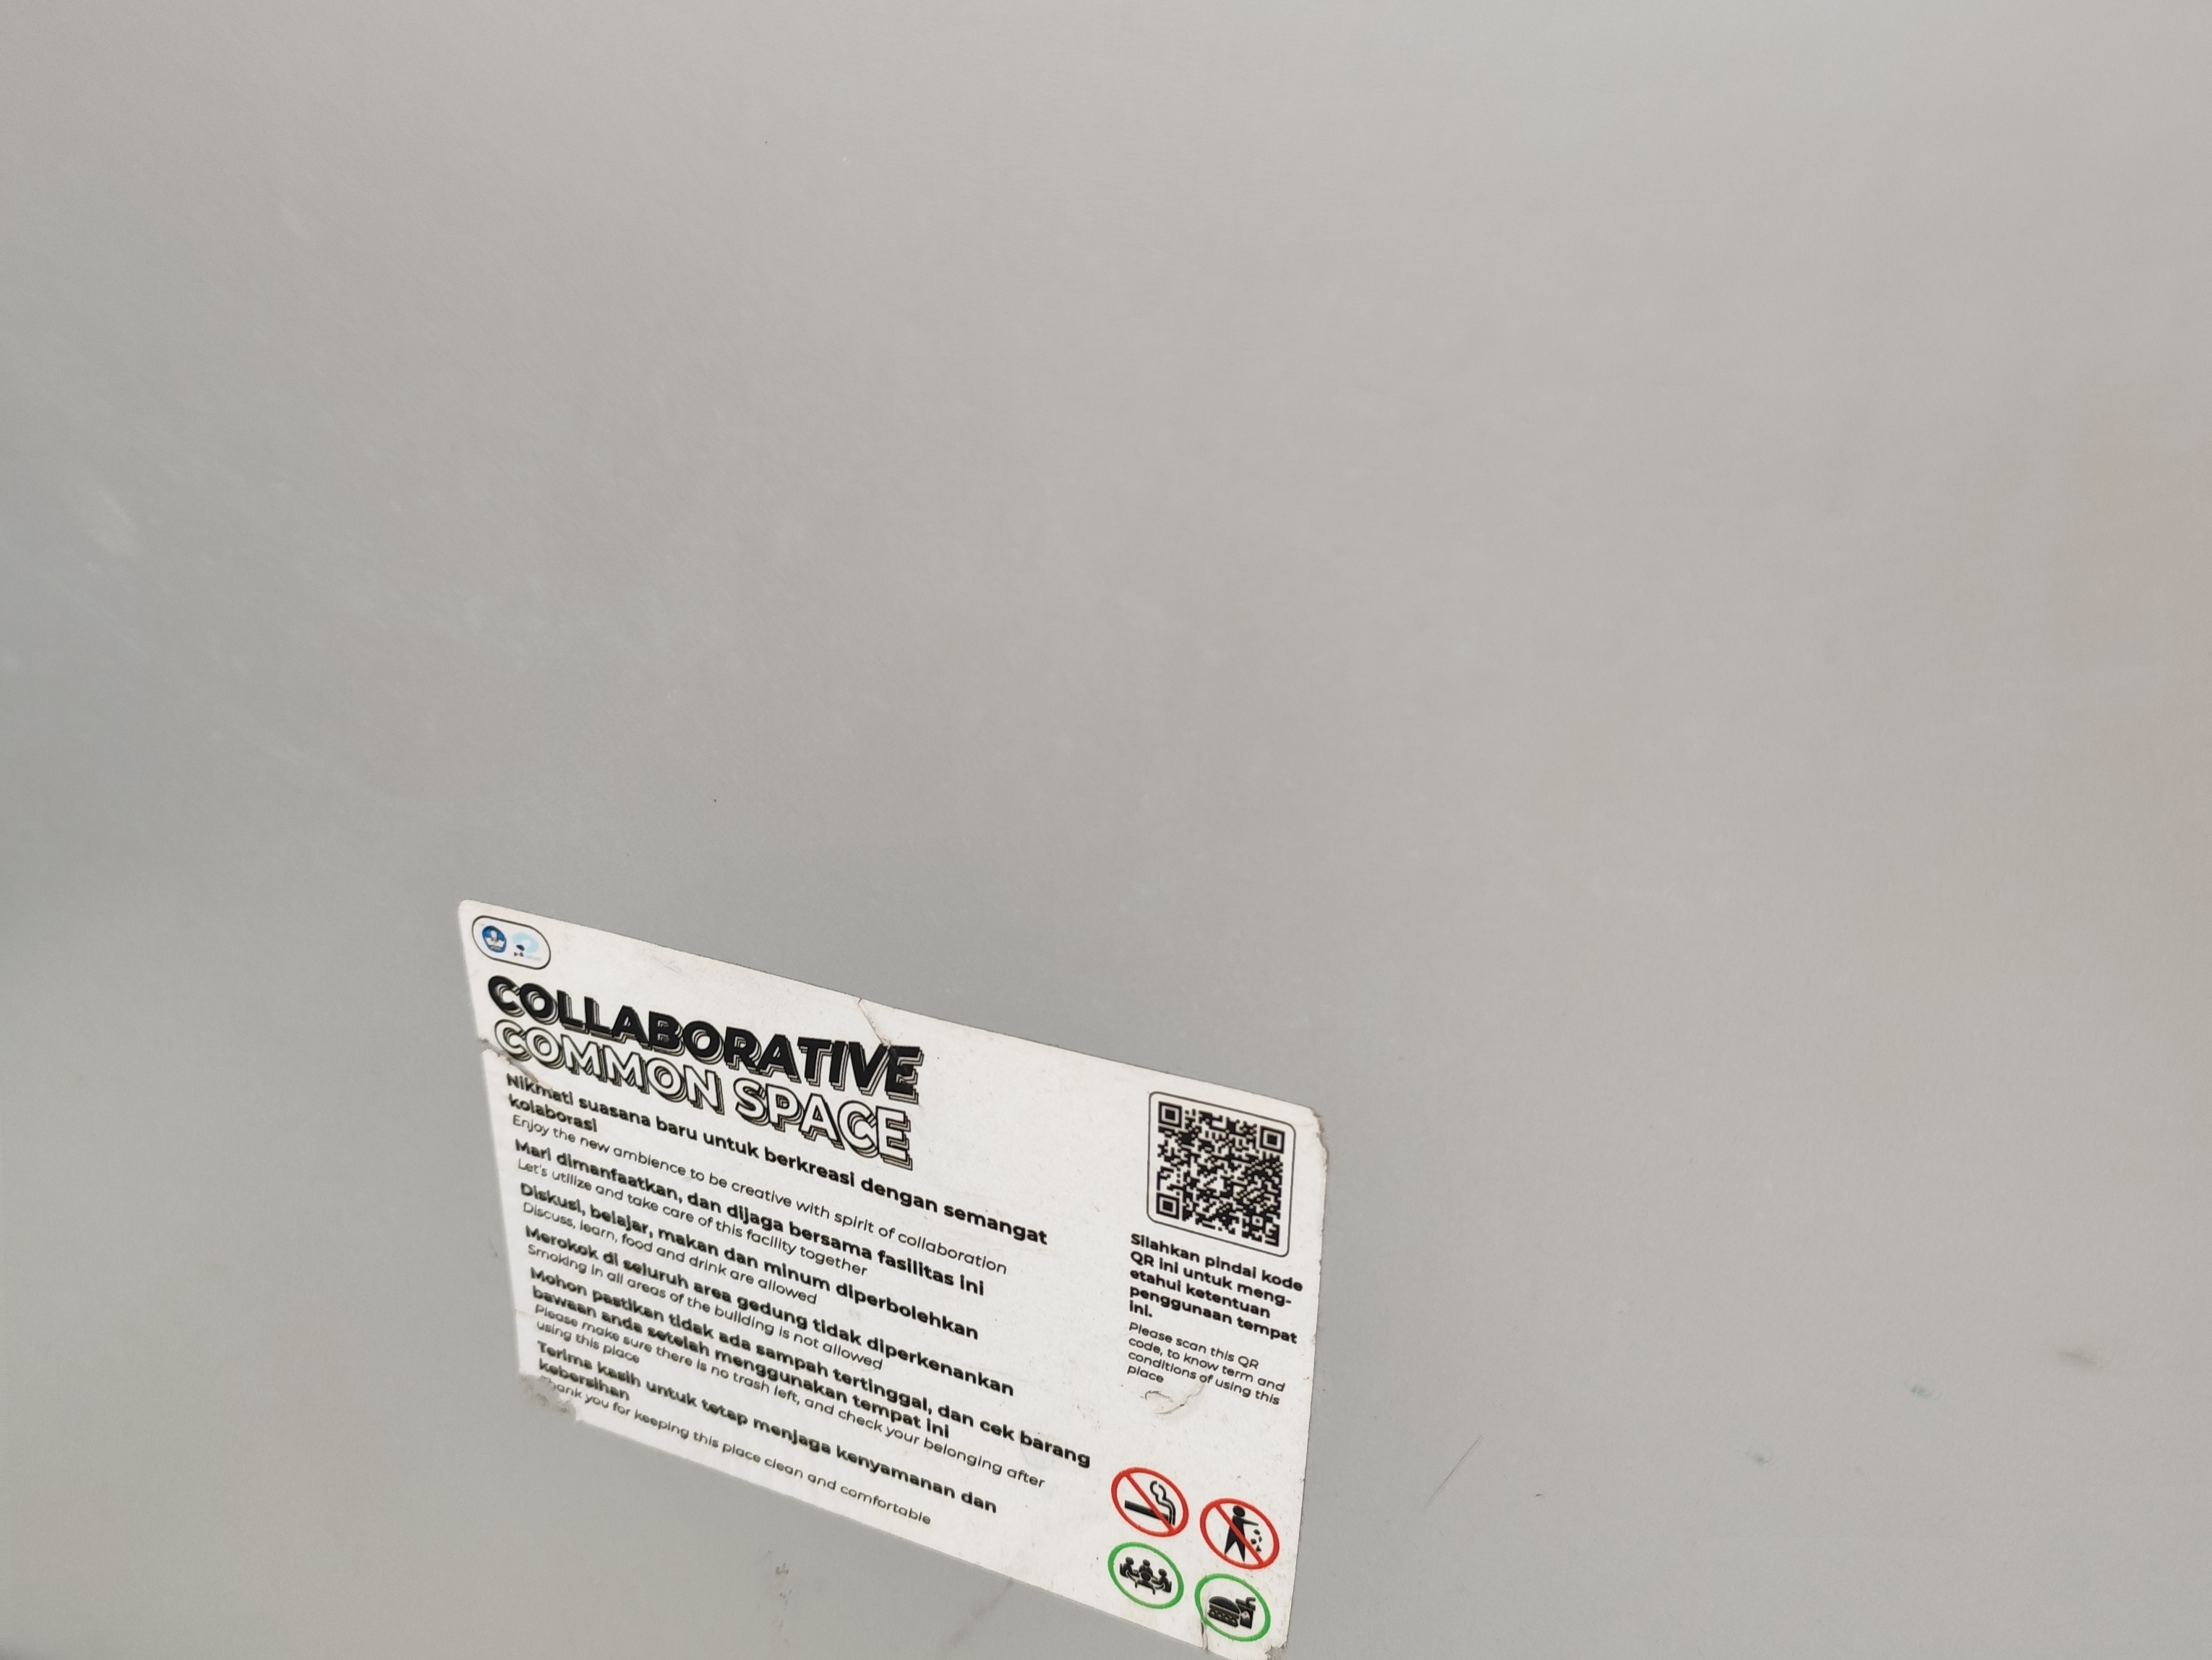 COLLABORATIVE
COMMON SPACE
Nikmati suasana baru untuk berkreasi dengan semangat
kolaborasi
Enjoy the new ambience to be creative with spirit of collaboration
Mari dimanfaatkan, dan dijaga bersama fasilitas ini
Let's utilize and take care of this facility together
Diskusi, belajar, makan dan minum diperbolehkan
Discuss, learn, food and drink are allowed
Merokok di seluruh area gedung tidak diperkenankan
Smoking in all areas of the building is not allowed
Mohon pastikan tidak ada sampah tertinggal, dan cek barang
bawaan anda setelah menggunakan tempat ini
Please make sure there is no trash left, and check your belonging after
using this place
Terima kasih untuk tetap menjaga kenyamanan dan
kebersihan
Thank you for keeping this place clean and comfortable
Silahkan pindai kode
QR ini untuk meng-
etahui ketentuan
penggunaan tempat
ini.
Please scan this QR
code, to know term and
conditions of using this
place